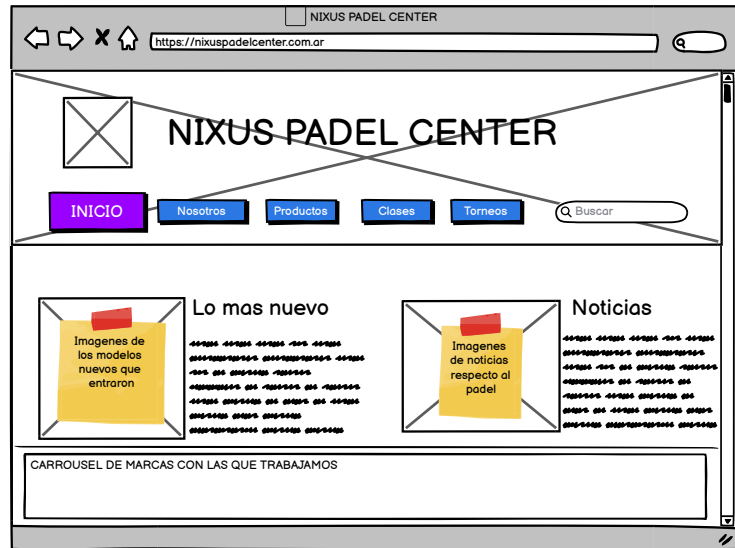 NIXUS PADEL CENTER
https://nixuspadelcenter.com.ar
NIXUS PADEL CENTER
INICIO
Nosotros
Productos
Clases
Torneos
Buscar
Lo mas nuevo
Imagenes de
los modelos
nuevos que
entraron
Noticias
Imagenes
de noticias
respecto al
padel
CARROUSEL DE MARCAS CON LAS QUE TRABAJAMOS